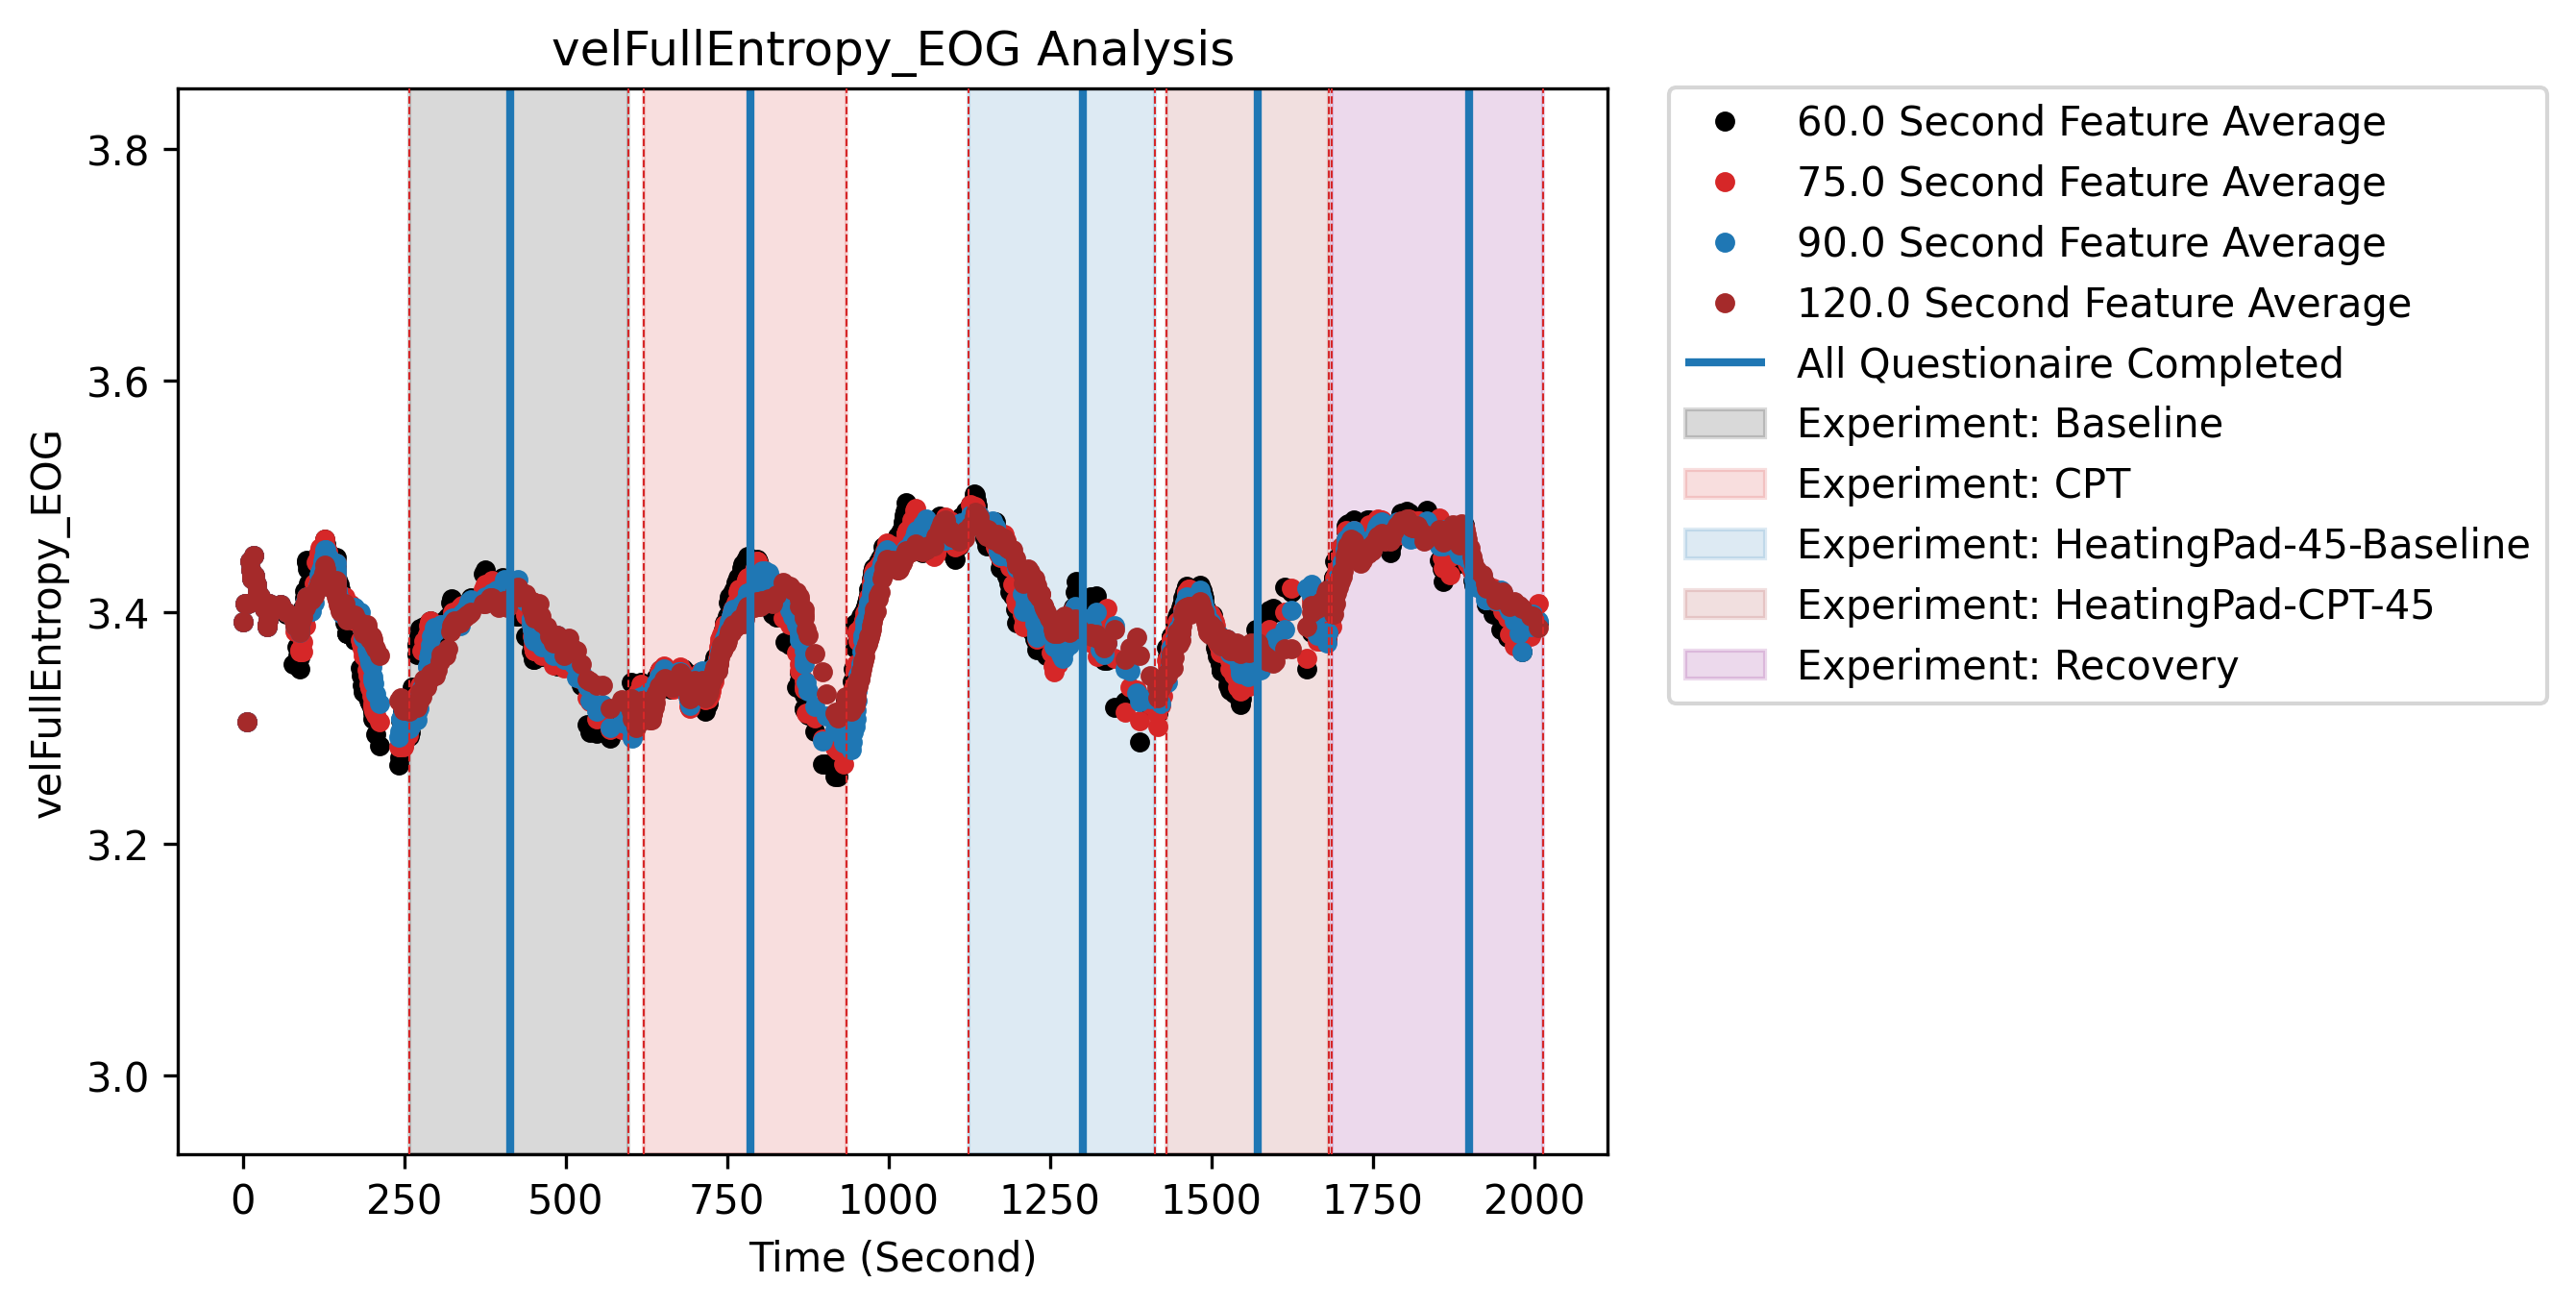 velFullEntropy_EOG Analysis
3.8
3.6
3.4
3.2
3.0
velFullEntropy_EOG
0 250 500 750 1000 1250 1500 1750 2000
Time (Second)
60.0 Second Feature Average
75.0 Second Feature Average
90.0 Second Feature Average
120.0 Second Feature Average
All Questionaire Completed
Experiment: Baseline
Experiment: CPT
Experiment: HeatingPad-45-Baseline
Experiment: HeatingPad-CPT-45
Experiment: Recovery